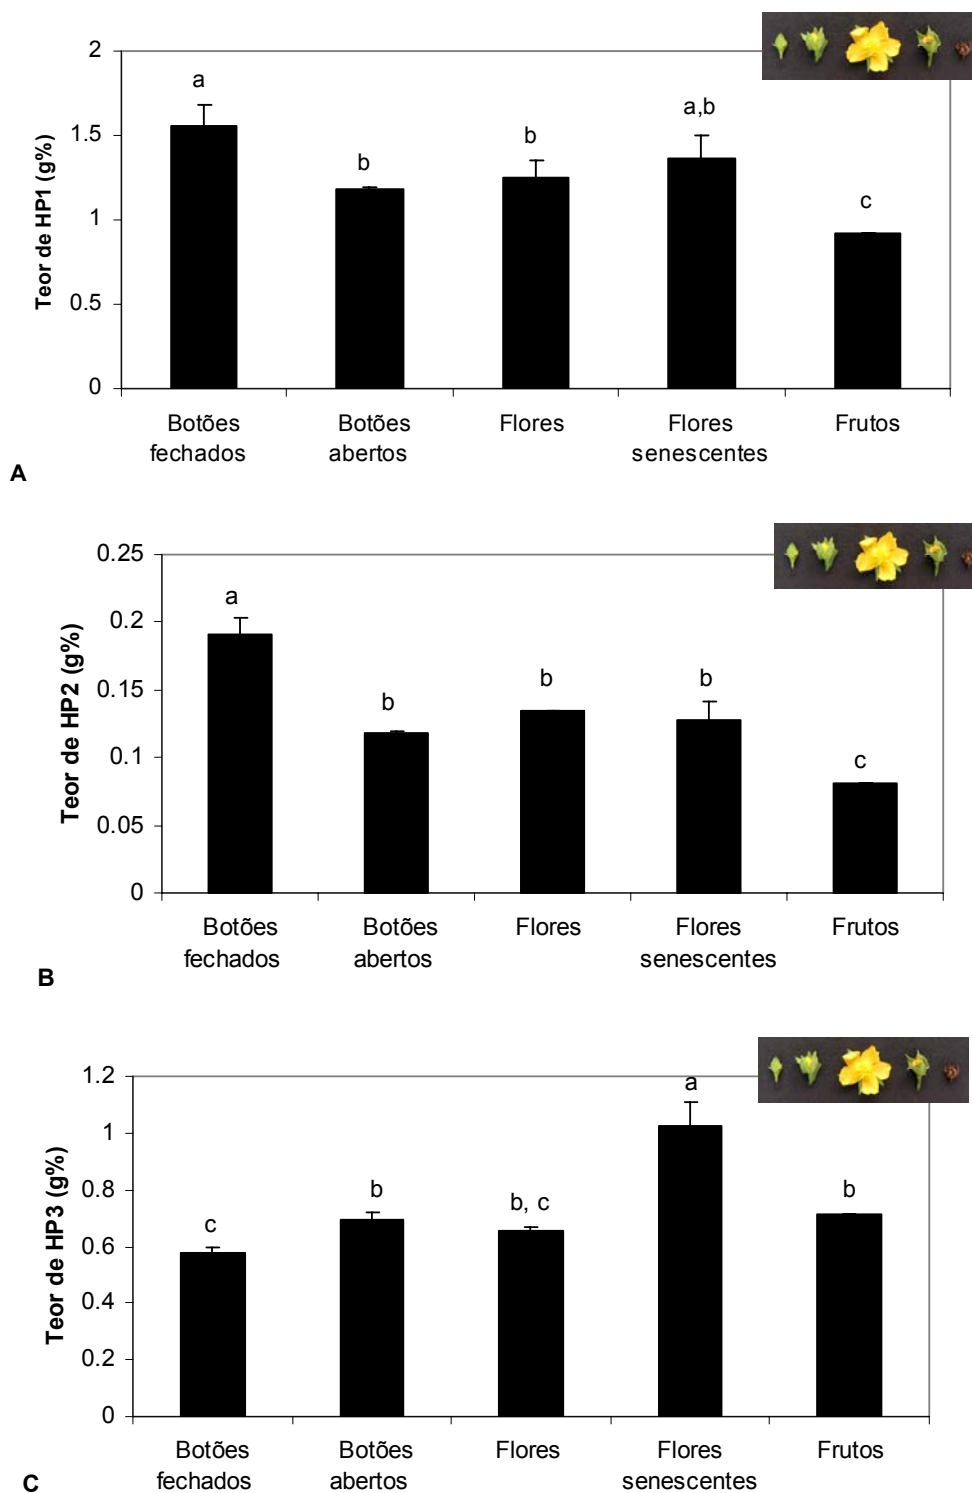 2
1.5
1
0.5
0
Teor de HP1 (g%)
a
b
b
a,b
c
Botões fechados
Botões abertos
Flores
Flores senescentes
Frutos
A
0.25
0.2
0.15
0.1
0.05
0
Teor de HP2 (g%)
a
b
b
b
c
Botões fechados
Botões abertos
Flores
Flores senescentes
Frutos
B
1.2
1
0.8
0.6
0.4
0.2
0
Teor de HP3 (g%)
c
b
b, c
a
b
Botões fechados
Botões abertos
Flores
Flores senescentes
Frutos
C